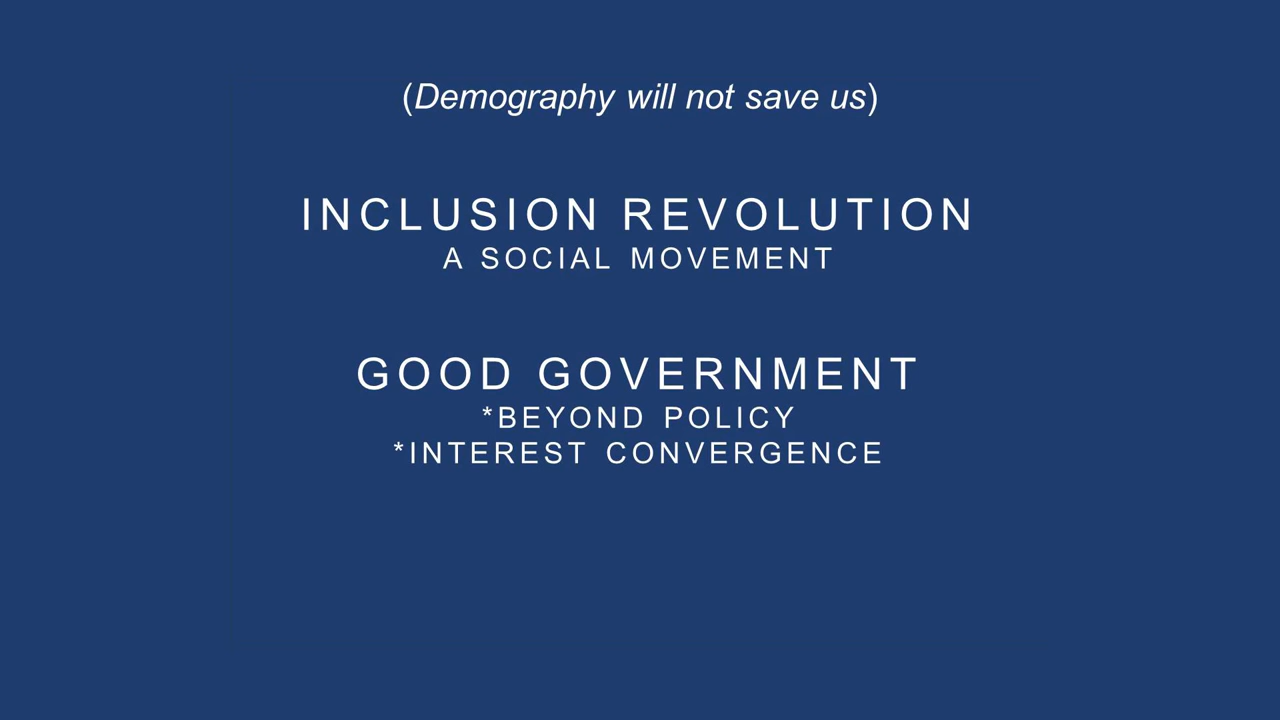 (Demography will not save us)
INCLUSION REVOLUTION
A SOCIAL MOVEMENT
GOOD GOVERNMENT
*BEYOND POLICY
*INTEREST CONVERGENCE